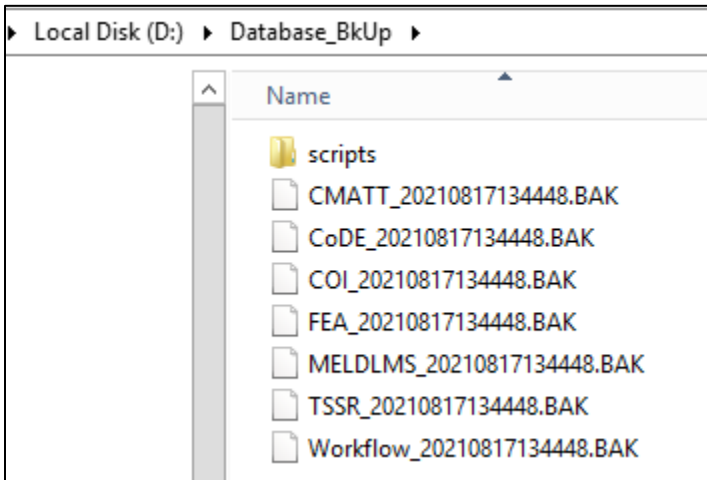 Local Disk (D:) Database_BkUp
Name
scripts
CMATT_20210817134448.BAK
CoDE_20210817134448.BAK
COI_20210817134448.BAK
FEA_20210817134448.BAK
MELDLMS_20210817134448.BAK
TSSR_20210817134448.BAK
Workflow_20210817134448.BAK